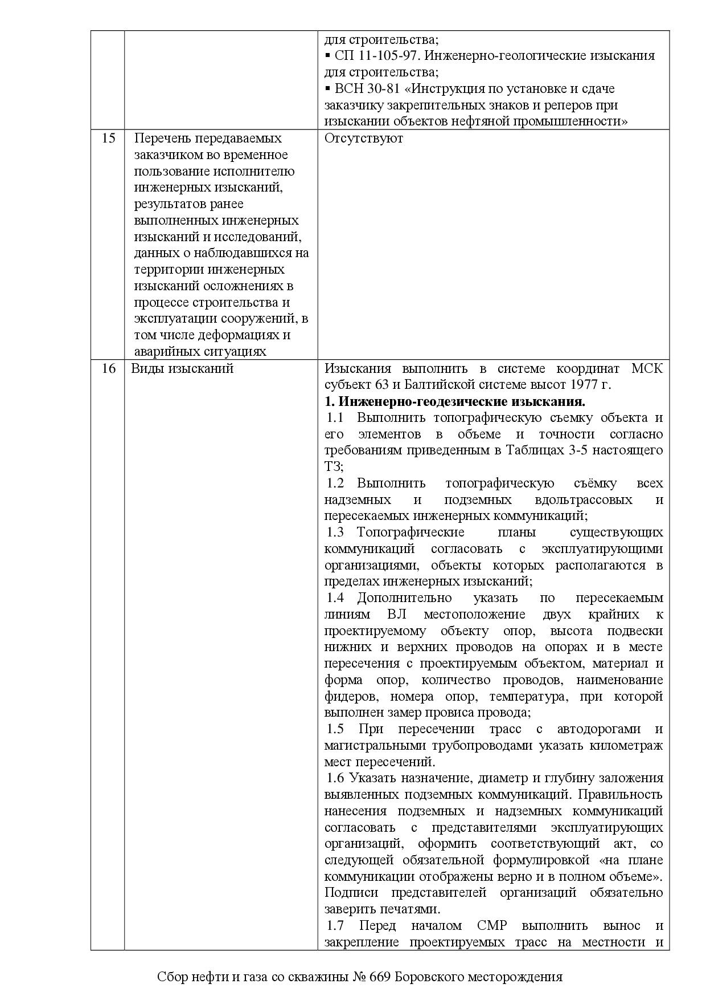 для строительства;
▪ СП 11-105-97. Инженерно-геологические изыскания
для строительства;
▪ ВСН 30-81 «Инструкция по установке и сдаче
заказчику закрепительных знаков и реперов при
изыскании объектов нефтяной промышленности»
15
Перечень передаваемых
заказчиком во временное
пользование исполнителю
инженерных изысканий,
результатов ранее
выполненных инженерных
изысканий и исследований,
данных о наблюдавшихся на
территории инженерных
изысканий осложнениях в
процессе строительства и
эксплуатации сооружений, в
том числе деформациях и
аварийных ситуациях
Отсутствуют
16
Виды изысканий
Изыскания выполнить в системе координат МСК
субъект 63 и Балтийской системе высот 1977 г.
1. Инженерно-геодезические изыскания.
1.1 Выполнить топографическую съемку объекта и
его элементов в объеме и точности согласно
требованиям приведенным в Таблицах 3-5 настоящего
ТЗ;
1.2 Выполнить топографическую съёмку всех
надземных и подземных вдольтрассовых и
пересекаемых инженерных коммуникаций;
1.3 Топографические планы существующих
коммуникаций согласовать с эксплуатирующими
организациями, объекты которых располагаются в
пределах инженерных изысканий;
1.4 Дополнительно указать по пересекаемым
линиям ВЛ местоположение двух крайних к
проектируемому объекту опор, высота подвески
нижних и верхних проводов на опорах и в месте
пересечения с проектируемым объектом, материал и
форма опор, количество проводов, наименование
фидеров, номера опор, температура, при которой
выполнен замер провиса провода;
1.5 При пересечении трасс с автодорогами и
магистральными трубопроводами указать километраж
мест пересечений.
1.6 Указать назначение, диаметр и глубину заложения
выявленных подземных коммуникаций. Правильность
нанесения подземных и надземных коммуникаций
согласовать с представителями эксплуатирующих
организаций, оформить соответствующий акт, со
следующей обязательной формулировкой «на плане
коммуникации отображены верно и в полном объеме».
Подписи представителей организаций обязательно
заверить печатями.
1.7 Перед началом СМР выполнить вынос и
закрепление проектируемых трасс на местности и
Сбор нефти и газа со скважины № 669 Боровского месторождения